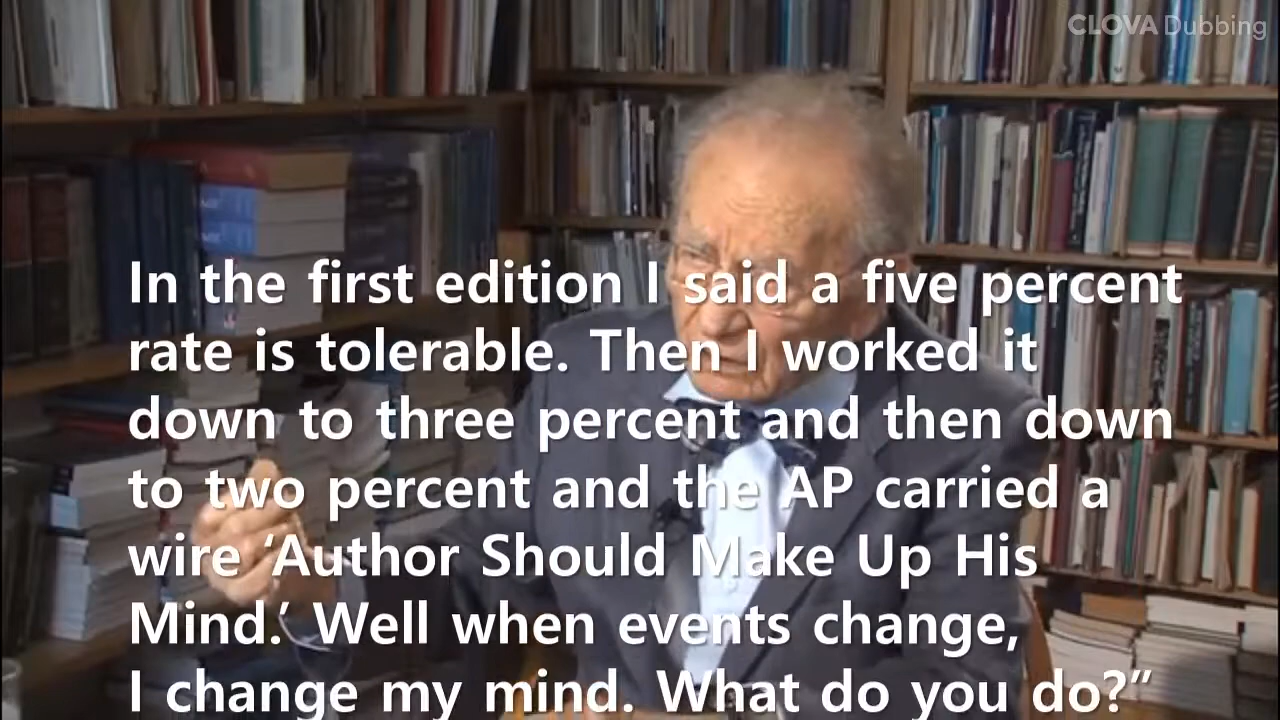 CLOVA Dubbing
In the first edition I said a five percent
rate is tolerable. Then I worked it
down to three percent and then down
to two percent and the AP carried a
wire ‘Author Should Make Up His
Mind.’ Well when events change,
I change my mind. What do you do?”